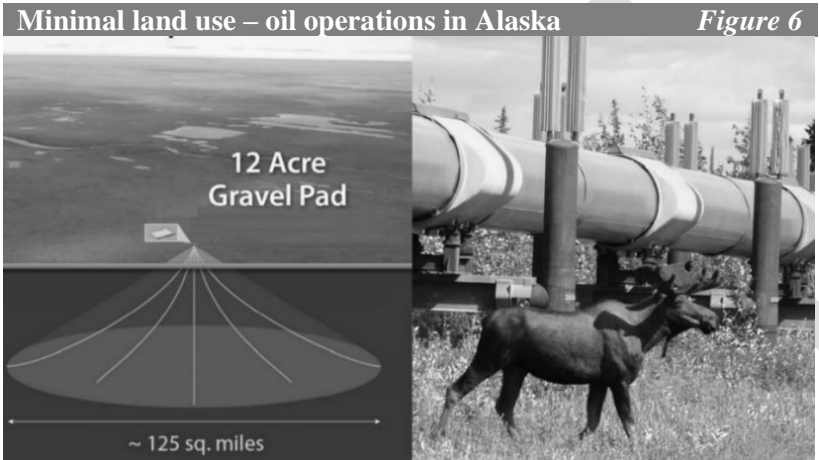 Minimal land use – oil operations in Alaska Figure 6
12 Acre
Gravel Pad
~ 125 sq. miles